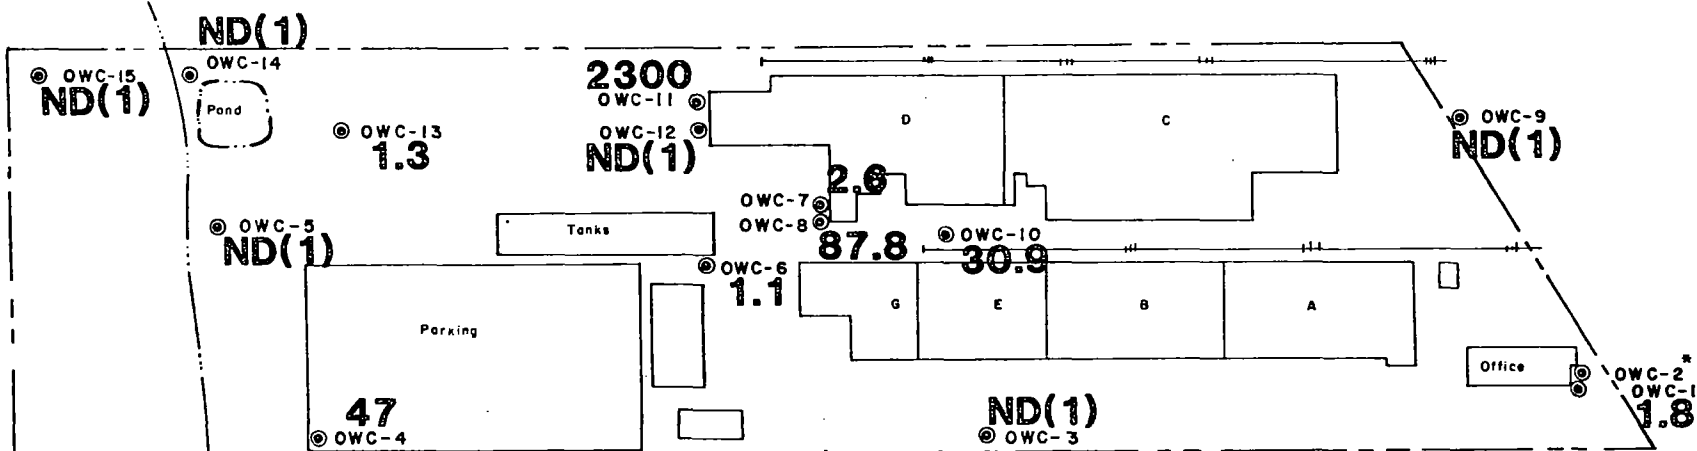 ND(1)
OWC-15
OWC-14
ND(1)
Pond
OWC-13
1.3
2300
OWC-11
OWC-12
ND(1)
D
C
OWC-9
ND(1)
2.6
OWC-7
OWC-8
87.8
OWC-10
30.9
OWC-5
ND(1)
Tanks
OWC-6
1.1
G
E
B
A
Parking
Office
OWC-2*
OWC-1
1.8
47
OWC-4
ND(1)
OWC-3